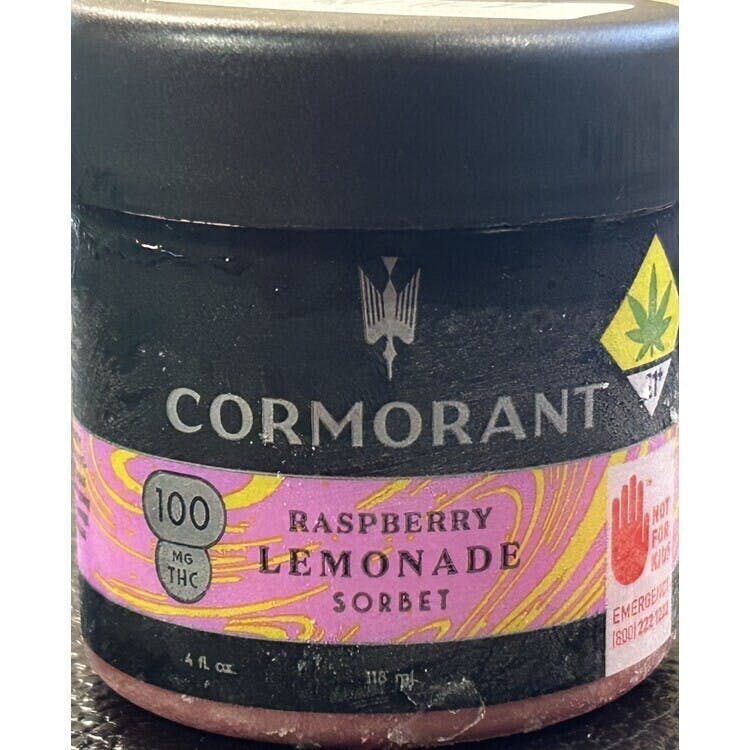 CORMORANT
21+
100
MG
THC
RASPBERRY
LEMONADE
SORBET
NOT
FOR
KIDS
EMERGENCY
(800) 222 1222
4 fl oz
118 ml